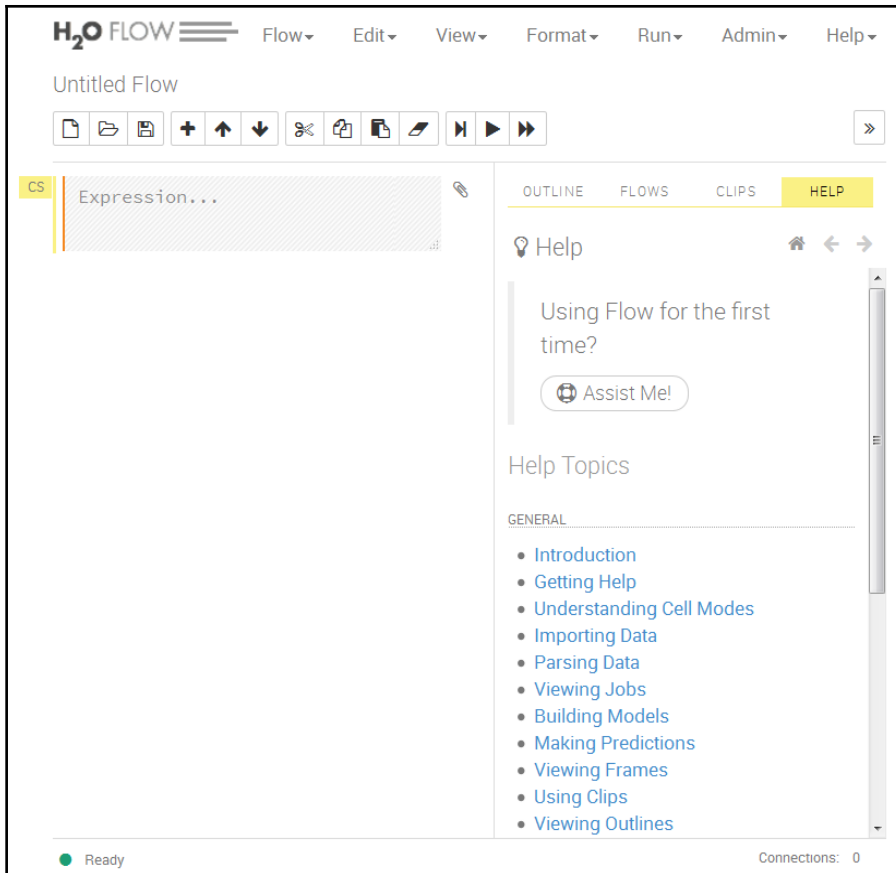 H2O FLOW Flow Edit View Format Run Admin Help
Untitled Flow
CS
Expression...
OUTLINE FLOWS CLIPS HELP
Help
Using Flow for the first
time?
Assist Me!
Help Topics
GENERAL
Introduction
Getting Help
Understanding Cell Modes
Importing Data
Parsing Data
Viewing Jobs
Building Models
Making Predictions
Viewing Frames
Using Clips
Viewing Outlines
Ready Connections: 0